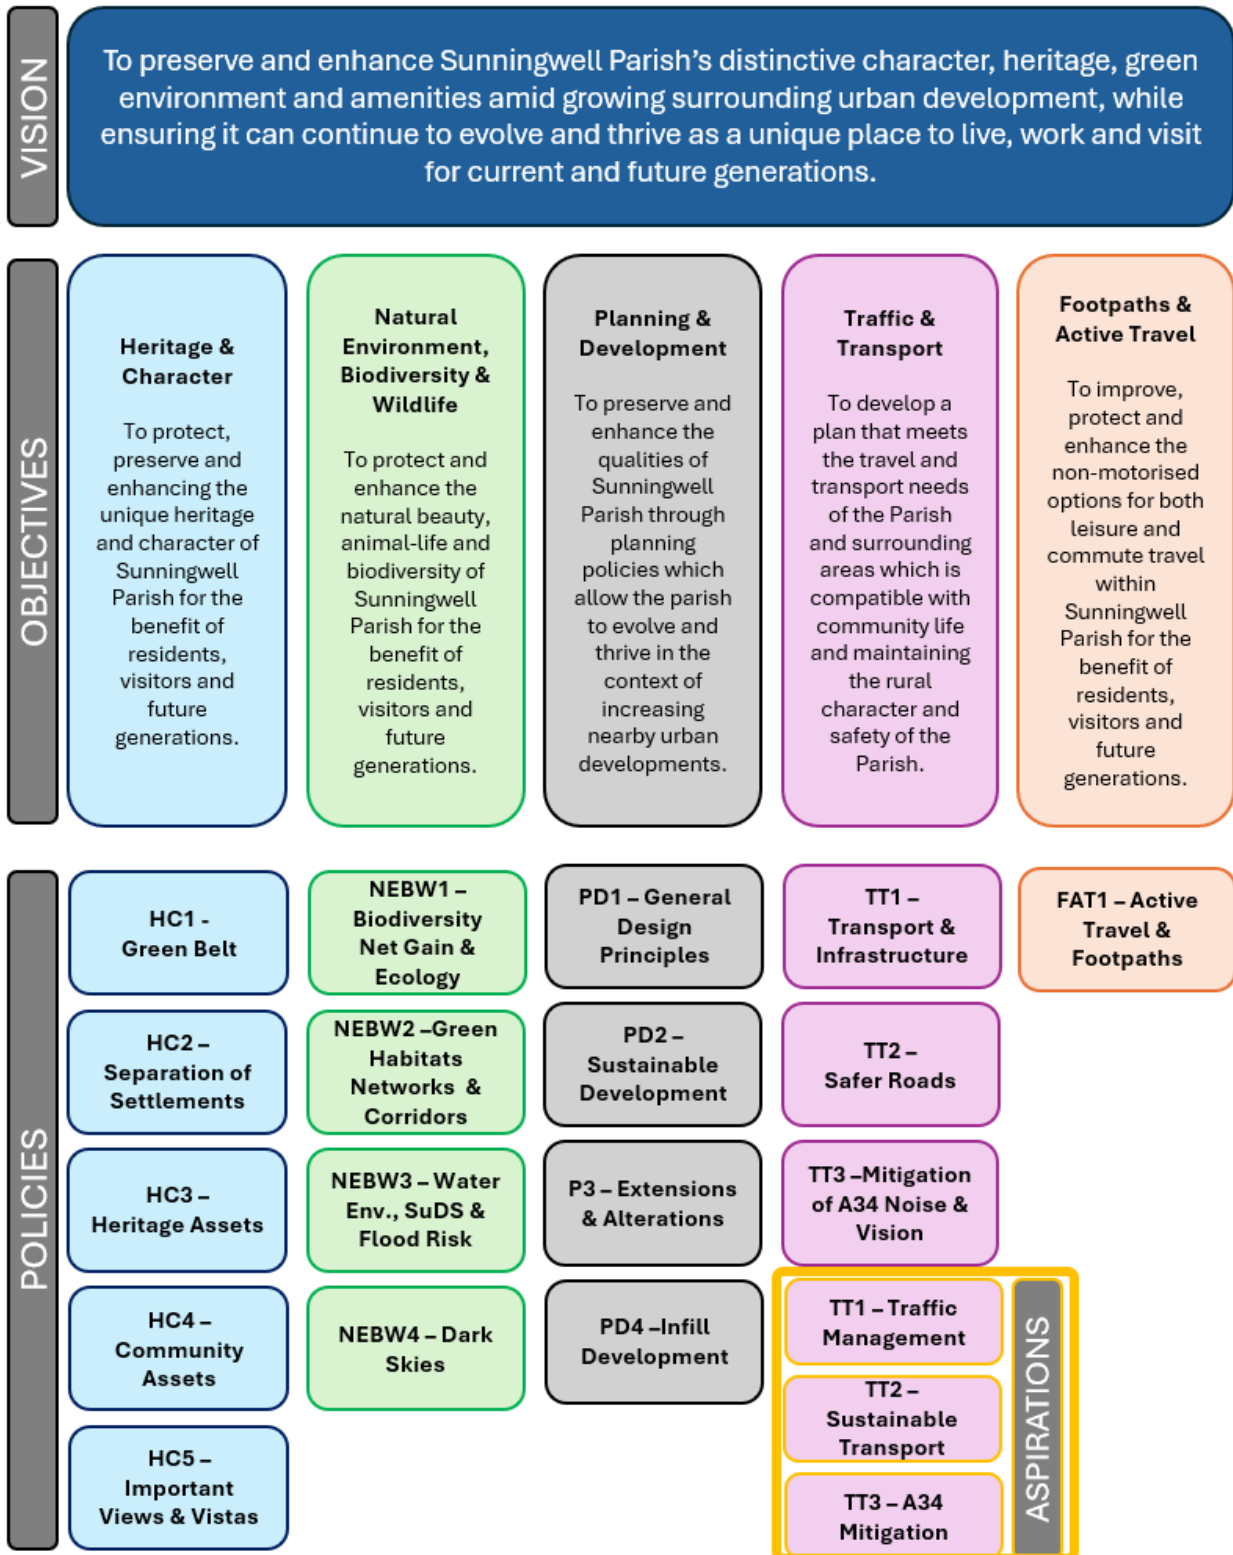 VISION
To preserve and enhance Sunningwell Parish's distinctive character, heritage, green
environment and amenities amid growing surrounding urban development, while
ensuring it can continue to evolve and thrive as a unique place to live, work and visit
for current and future generations.
OBJECTIVES
Heritage &
Character
To protect,
preserve and
enhancing the
unique heritage
and character of
Sunningwell
Parish for the
benefit of
residents,
visitors and
future
generations.
Natural
Environment,
Biodiversity &
Wildlife
To protect and
enhance the
natural beauty,
animal-life and
biodiversity of
Sunningwell
Parish for the
benefit of
residents,
visitors and
future
generations.
Planning &
Development
To preserve and
enhance the
qualities of
Sunningwell
Parish through
planning
policies which
allow the parish
to evolve and
thrive in the
context of
increasing
nearby urban
developments.
Traffic &
Transport
To develop a
plan that meets
the travel and
transport needs
of the Parish
and surrounding
areas which is
compatible with
community life
and maintaining
the rural
character and
safety of the
Parish.
Footpaths &
Active Travel
To improve,
protect and
enhance the
non-motorised
options for both
leisure and
commute travel
within
Sunningwell
Parish for the
benefit of
residents,
visitors and
future
generations.
POLICIES
HC1 -
Green Belt
HC2 –
Separation of
Settlements
HC3 –
Heritage Assets
HC4 –
Community
Assets
HC5 –
Important
Views & Vistas
NEBW1 –
Biodiversity
Net Gain &
Ecology
NEBW2 –Green
Habitats
Networks &
Corridors
NEBW3 – Water
Env., SuDS &
Flood Risk
NEBW4 – Dark
Skies
PD1 – General
Design
Principles
PD2 –
Sustainable
Development
P3 – Extensions
& Alterations
PD4 –Infill
Development
TT1 –
Transport &
Infrastructure
TT2 –
Safer Roads
TT3 –Mitigation
of A34 Noise &
Vision
TT1 – Traffic
Management
TT2 –
Sustainable
Transport
TT3 – A34
Mitigation
ASPIRATIONS
FAT1 – Active
Travel &
Footpaths